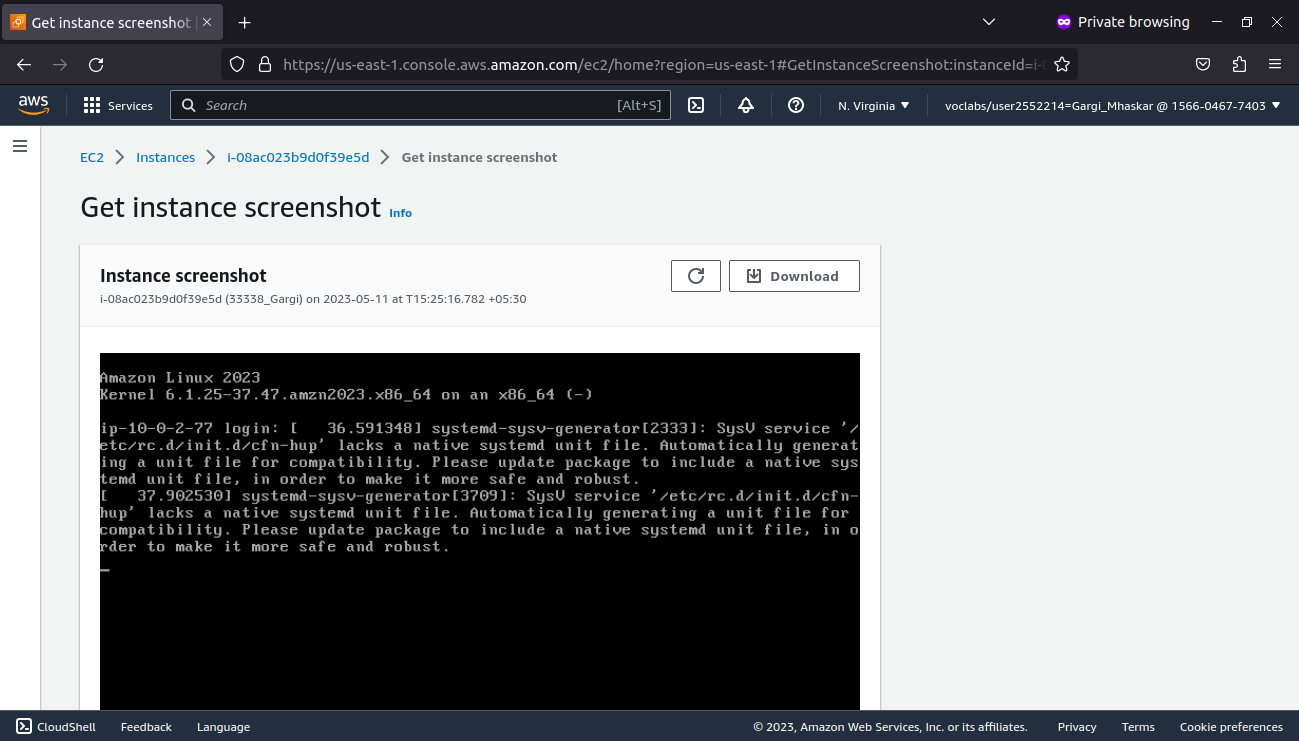 Get instance screenshot
Private browsing
https://us-east-1.console.aws.amazon.com/ec2/home?region=us-east-1#GetInstanceScreenshot:instanceId=i-
aws
Services
Search
[Alt+S]
N. Virginia
voclabs/user2552214=Gargi_Mhaskar @ 1566-0467-7403
EC2 > Instances > i-08ac023b9d0f39e5d > Get instance screenshot
Get instance screenshot Info
Instance screenshot
Download
i-08ac023b9d0f39e5d (33338_Gargi) on 2023-05-11 at T15:25:16.782 +05:30
Amazon Linux 2023
Kernel 6.1.25-37.47.amzn2023.x86_64 on an x86_64 (-)
ip-10-0-2-77 login: [   36.591348] systemd-sysv-generator[2333]: SysV service '/
etc/rc.d/init.d/cfn-hup' lacks a native systemd unit file. Automatically generat
ing a unit file for compatibility. Please update package to include a native sys
temd unit file, in order to make it more safe and robust.
[   37.902530] systemd-sysv-generator[3709]: SysV service '/etc/rc.d/init.d/cfn-
hup' lacks a native systemd unit file. Automatically generating a unit file for
compatibility. Please update package to include a native systemd unit file, in o
rder to make it more safe and robust.
CloudShell
Feedback
Language
© 2023, Amazon Web Services, Inc. or its affiliates.
Privacy
Terms
Cookie preferences